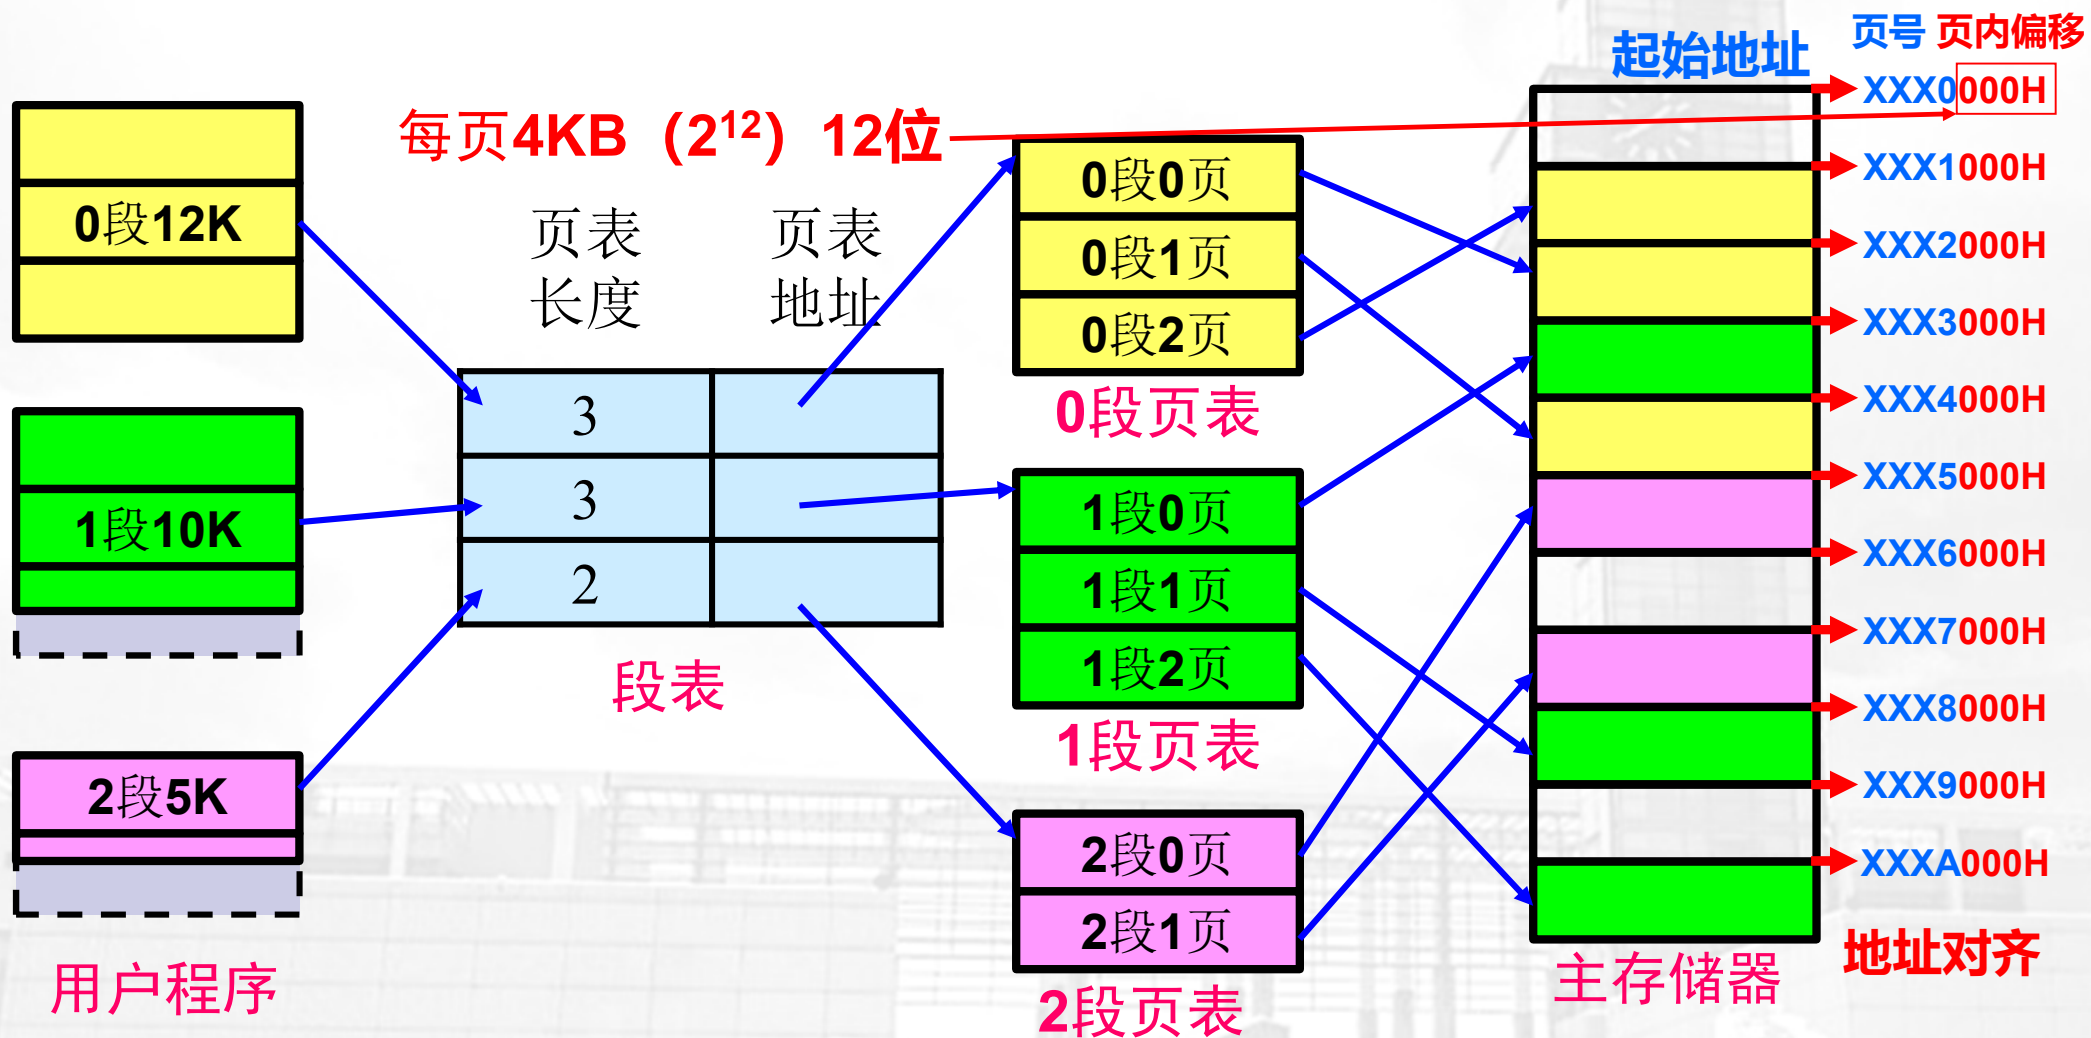 页号 页内偏移
起始地址
XXX0000H
每页4KB（2¹²）12位
XXX1000H
XXX2000H
XXX3000H
XXX4000H
XXX5000H
XXX6000H
XXX7000H
XXX8000H
XXX9000H
XXXA000H
地址对齐
主存储器
0段12K
1段10K
2段5K
用户程序
页表
长度
页表
地址
3
3
2
段表
0段0页
0段1页
0段2页
0段页表
1段0页
1段1页
1段2页
1段页表
2段0页
2段1页
2段页表